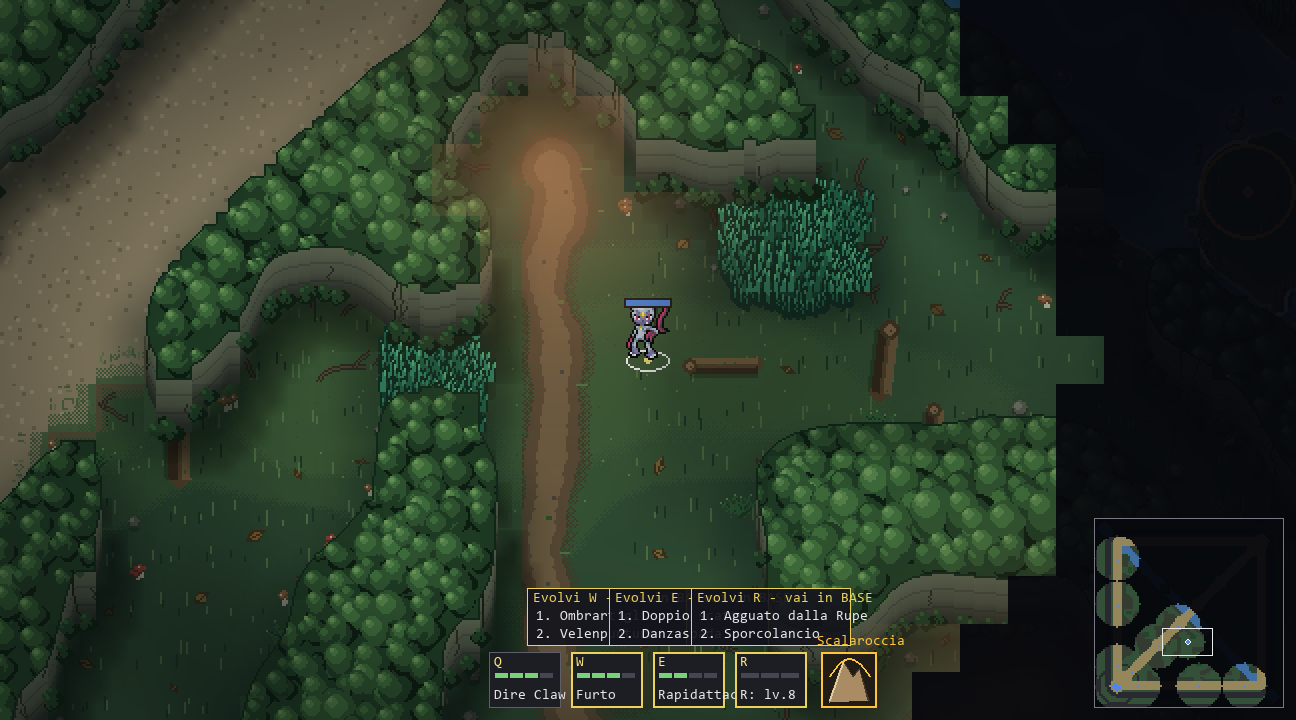 Evolvi W - Evolvi E - Evolvi R - vai in BASE
1. Ombrar 1. Doppio 1. Agguato dalla Rupe
2. Velenp 2. Danzas 2. Sporcolancio
Scalaroccia
Q W E R
Dire Claw Furto Rapidattac R: lv.8